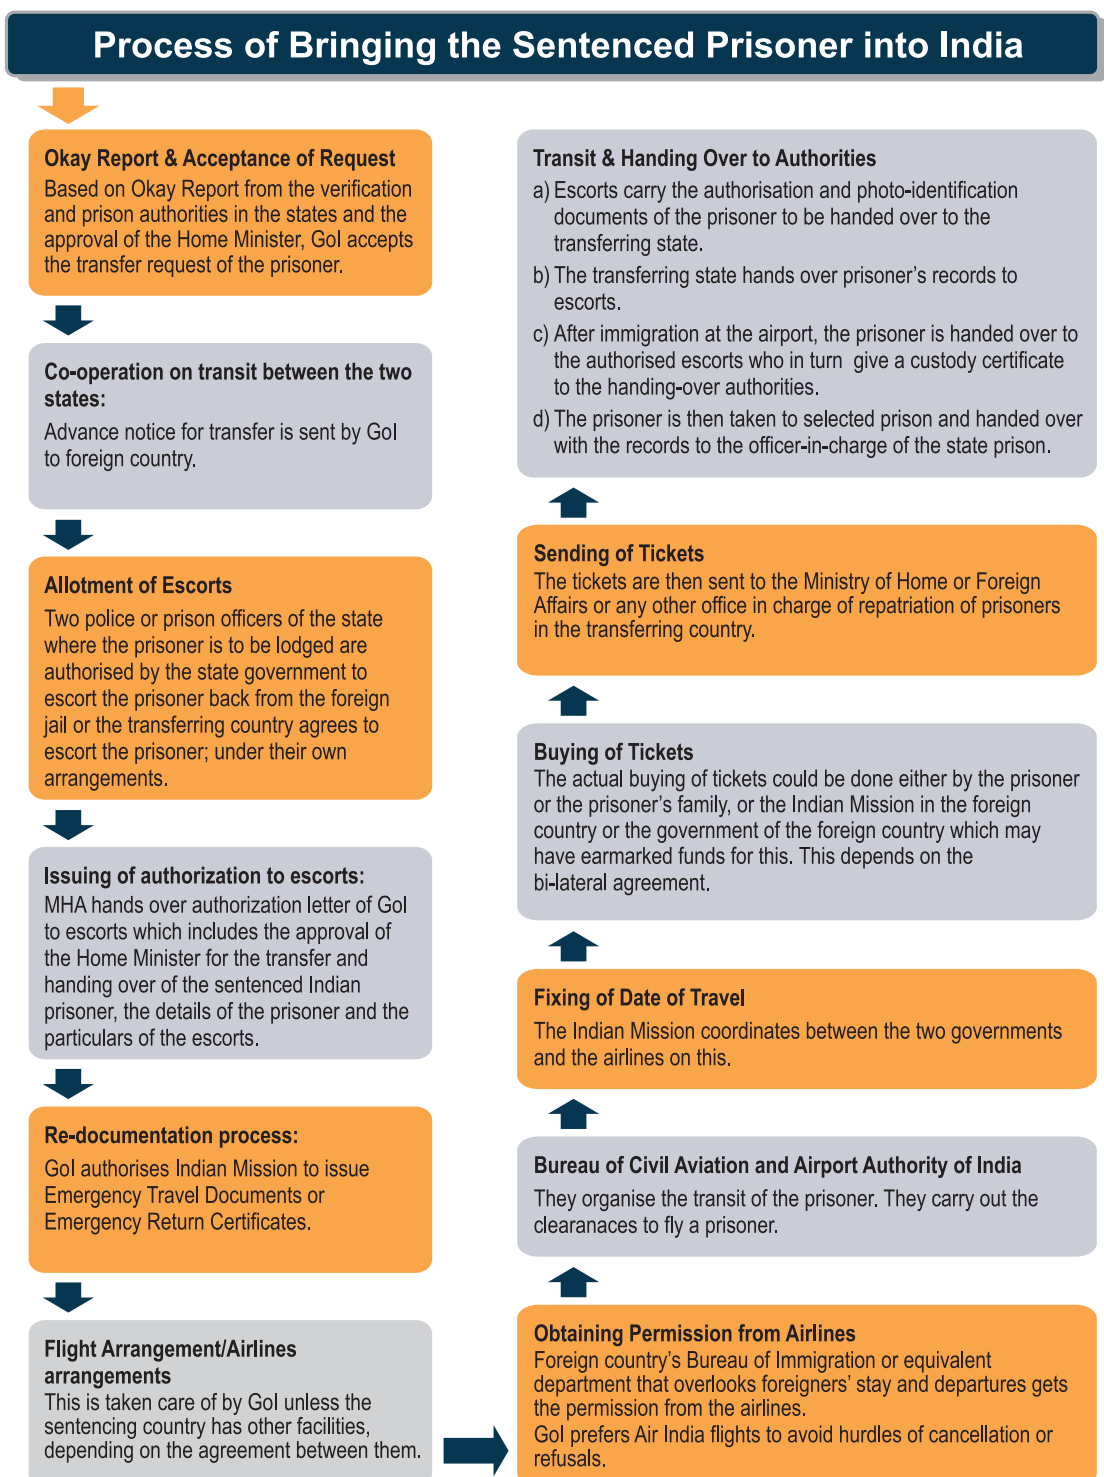 Process of Bringing the Sentenced Prisoner into India
Okay Report & Acceptance of Request
Based on Okay Report from the verification
and prison authorities in the states and the
approval of the Home Minister, GoI accepts
the transfer request of the prisoner.
Co-operation on transit between the two
states:
Advance notice for transfer is sent by GoI
to foreign country.
Allotment of Escorts
Two police or prison officers of the state
where the prisoner is to be lodged are
authorised by the state government to
escort the prisoner back from the foreign
jail or the transferring country agrees to
escort the prisoner; under their own
arrangements.
Issuing of authorization to escorts:
MHA hands over authorization letter of GoI
to escorts which includes the approval of
the Home Minister for the transfer and
handing over of the sentenced Indian
prisoner, the details of the prisoner and the
particulars of the escorts.
Re-documentation process:
GoI authorises Indian Mission to issue
Emergency Travel Documents or
Emergency Return Certificates.
Flight Arrangement/Airlines
arrangements
This is taken care of by GoI unless the
sentencing country has other facilities,
depending on the agreement between them.
Obtaining Permission from Airlines
Foreign country's Bureau of Immigration or equivalent
department that overlooks foreigners' stay and departures gets
the permission from the airlines.
GoI prefers Air India flights to avoid hurdles of cancellation or
refusals.
Bureau of Civil Aviation and Airport Authority of India
They organise the transit of the prisoner. They carry out the
clearanaces to fly a prisoner.
Fixing of Date of Travel
The Indian Mission coordinates between the two governments
and the airlines on this.
Buying of Tickets
The actual buying of tickets could be done either by the prisoner
or the prisoner's family, or the Indian Mission in the foreign
country or the government of the foreign country which may
have earmarked funds for this. This depends on the
bi-lateral agreement.
Sending of Tickets
The tickets are then sent to the Ministry of Home or Foreign
Affairs or any other office in charge of repatriation of prisoners
in the transferring country.
Transit & Handing Over to Authorities
a) Escorts carry the authorisation and photo-identification
documents of the prisoner to be handed over to the
transferring state.
b) The transferring state hands over prisoner's records to
escorts.
c) After immigration at the airport, the prisoner is handed over to
the authorised escorts who in turn give a custody certificate
to the handing-over authorities.
d) The prisoner is then taken to selected prison and handed over
with the records to the officer-in-charge of the state prison.